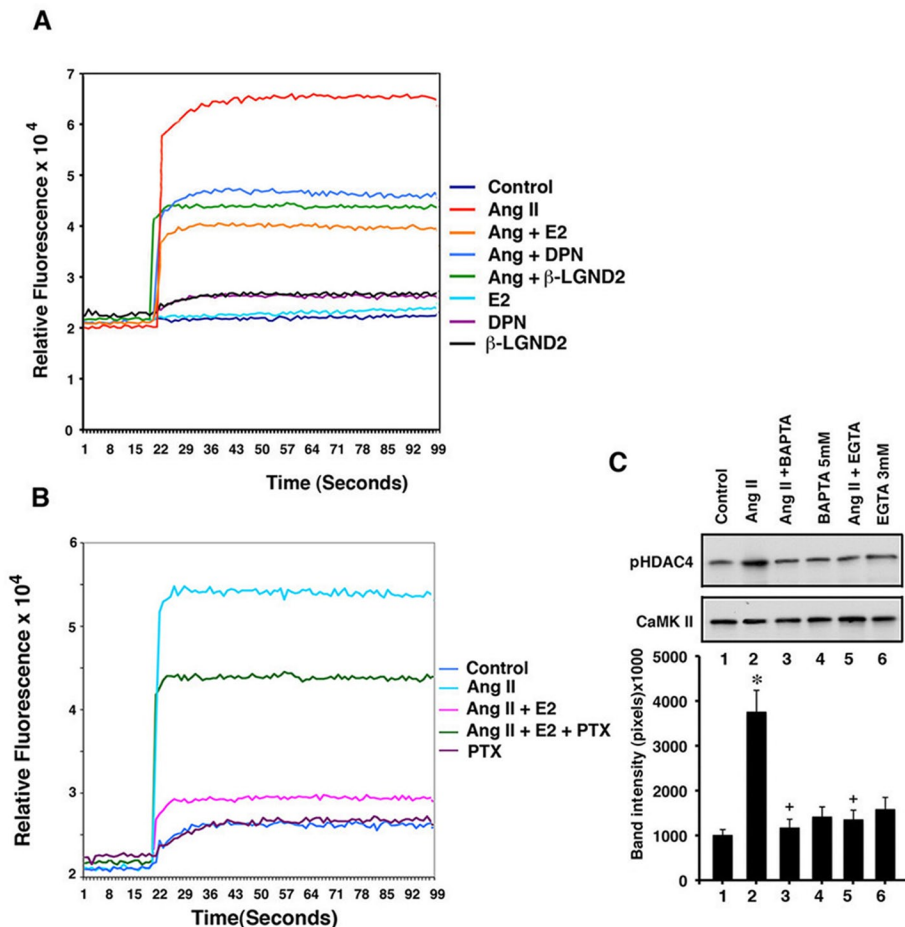 A
7
6
5
4
3
2
1
0
Relative Fluorescence x 10^4
1 8 15 22 29 36 43 50 57 64 71 78 85 92 99
Time (Seconds)
Control
Ang II
Ang + E2
Ang + DPN
Ang + β-LGND2
E2
DPN
β-LGND2
B
6
5
4
3
2
Relative Fluorescence x 10^4
1 8 15 22 29 36 43 50 57 64 71 78 85 92 99
Time(Seconds)
Control
Ang II
Ang II + E2
Ang II + E2 + PTX
PTX
C
Control
Ang II
Ang II +BAPTA
BAPTA 5mM
Ang II + EGTA
EGTA 3mM
pHDAC4
CaMK II
1 2 3 4 5 6
5000
4000
3000
2000
1000
0
Band intensity (pixels)x1000
*
+ +
1 2 3 4 5 6